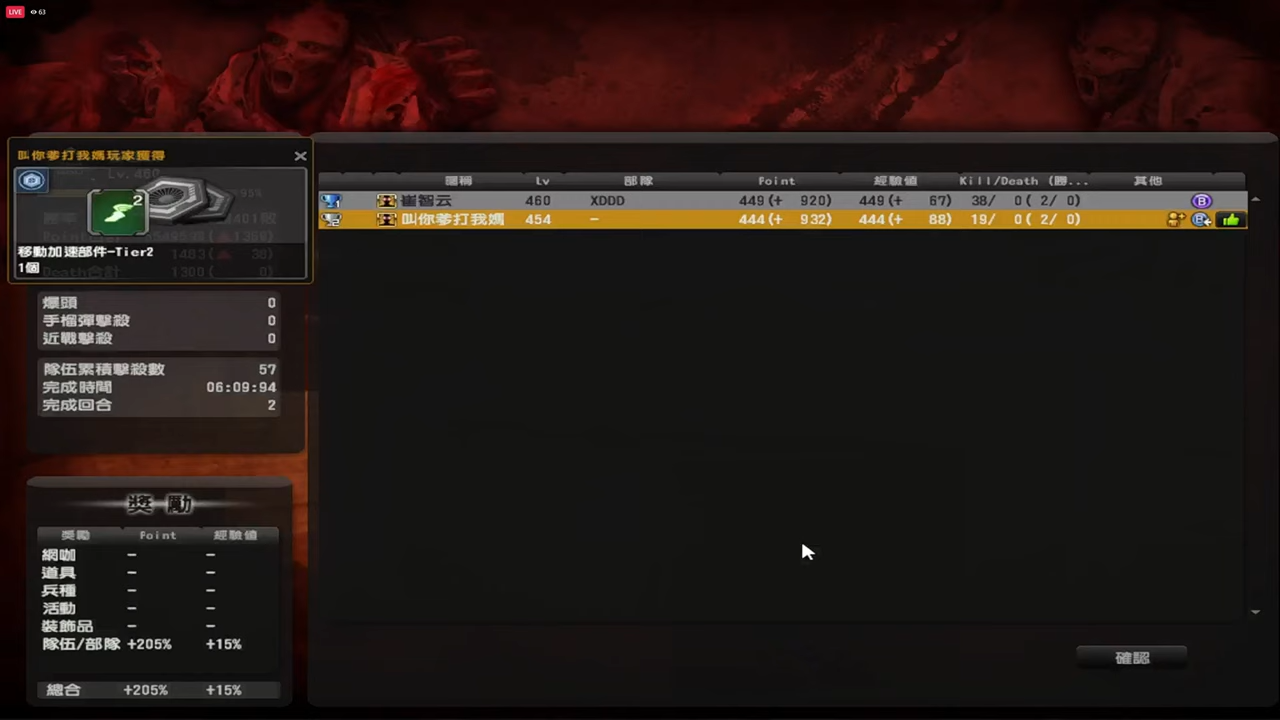 LIVE 63
叫你爹打我媽玩家獲得
2
移動加速部件-Tier2
1個
爆頭 0
手榴彈擊殺 0
近戰擊殺 0
隊伍累積擊殺數 57
完成時間 06:09:94
完成回合 2
獎勵
獎勵 Point 經驗值
網咖 - -
道具 - -
兵種 - -
活動 - -
裝飾品 - -
隊伍/部隊 +205% +15%
總合 +205% +15%
暱稱 Lv 部隊 Point 經驗值 Kill/Death (勝... 其他
崔智云 460 XDDD 449 (+ 920) 449 (+ 67) 38/ 0 ( 2/ 0) B
叫你爹打我媽 454 - 444 (+ 932) 444 (+ 88) 19/ 0 ( 2/ 0)
確認